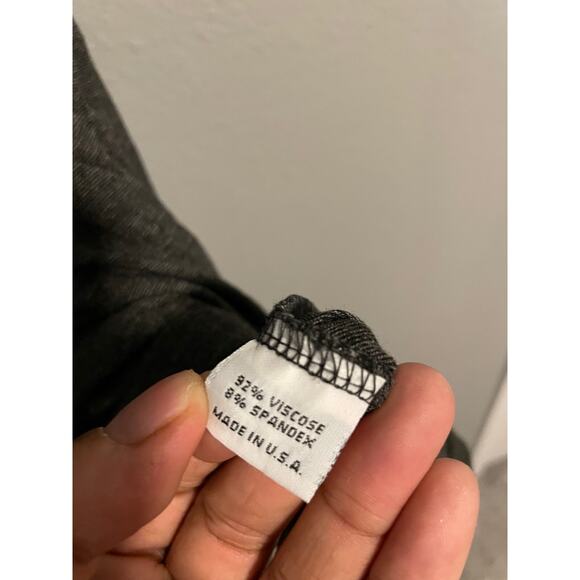 92% VISCOSE
8% SPANDEX
MADE IN U.S.A.